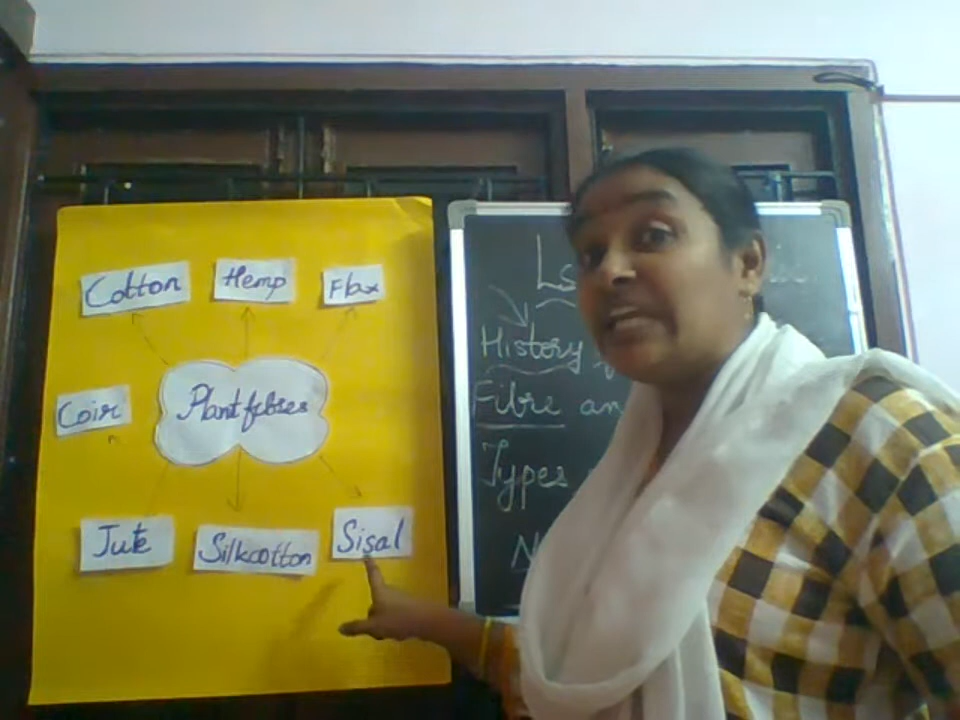 Cotton
Hemp
Flax
Plant fibres
Coir
Jute
Silkcotton
Sisal
History
Fibre an
Types